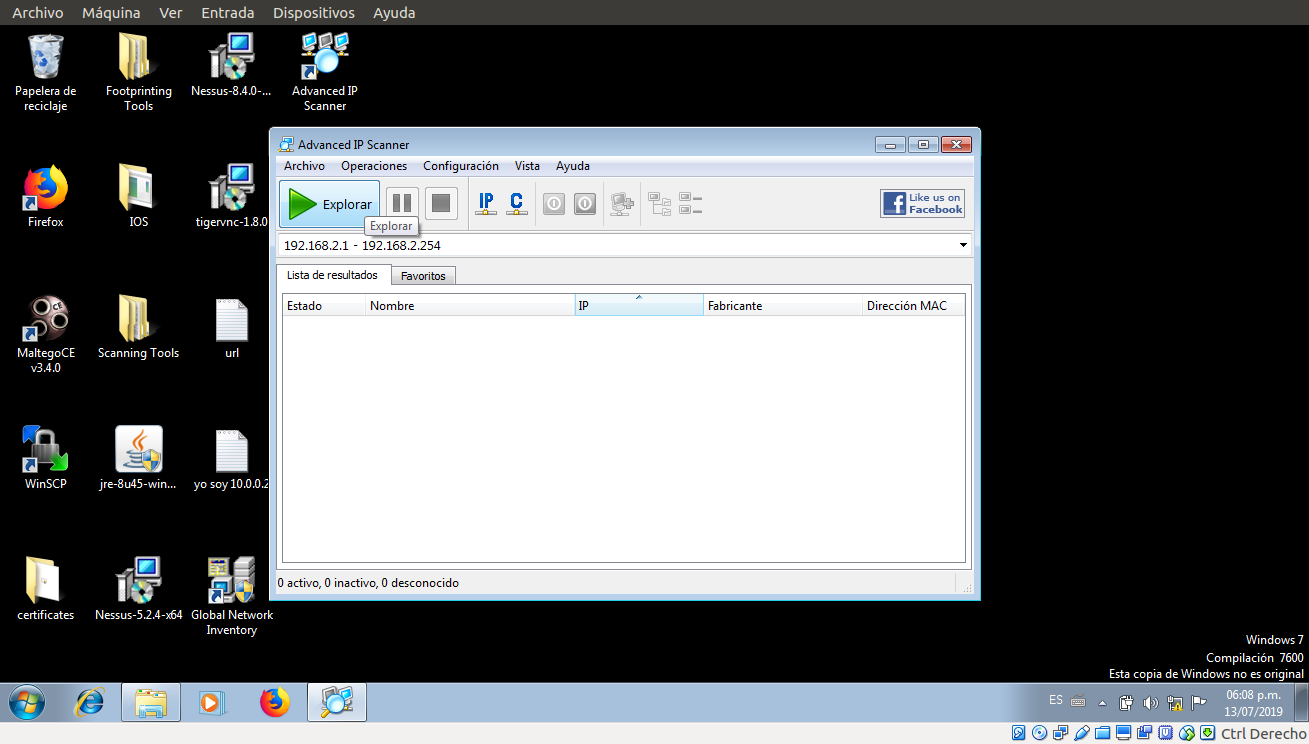 Archivo Máquina Ver Entrada Dispositivos Ayuda
Papelera de
reciclaje
Footprinting
Tools
Nessus-8.4.0-...
Advanced IP
Scanner
Firefox
IOS
tigervnc-1.8.0
MaltegoCE
v3.4.0
Scanning Tools
url
WinSCP
jre-8u45-win...
yo soy 10.0.0.2
certificates
Nessus-5.2.4-x64
Global Network
Inventory
Advanced IP Scanner
Archivo Operaciones Configuración Vista Ayuda
Explorar
IP C
Like us on
Facebook
Explorar
192.168.2.1 - 192.168.2.254
Lista de resultados Favoritos
Estado Nombre IP Fabricante Dirección MAC
0 activo, 0 inactivo, 0 desconocido
Windows 7
Compilación 7600
Esta copia de Windows no es original
ES
06:08 p.m.
13/07/2019
Ctrl Derecho